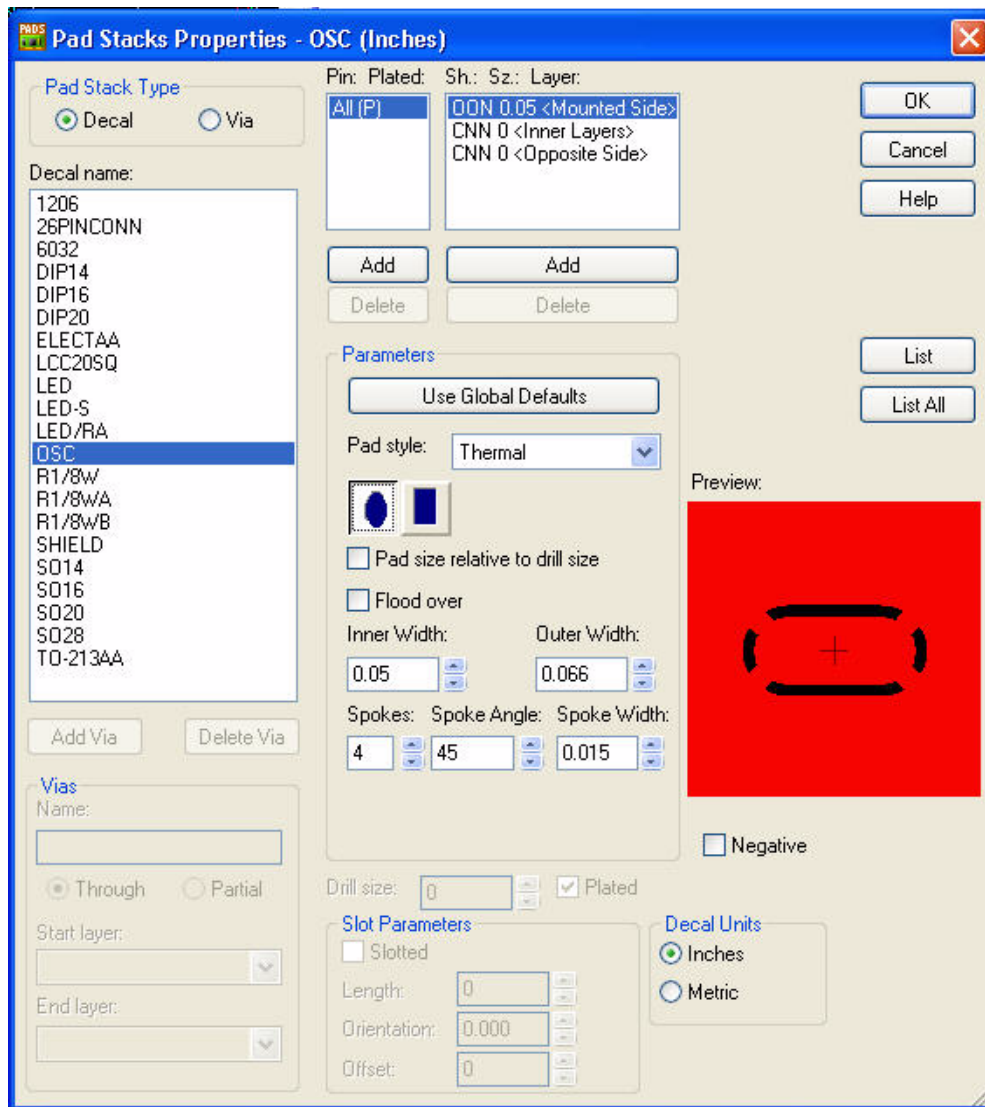 PADS
Pad Stacks Properties - OSC (Inches)
Pad Stack Type
Decal
Via
Decal name:
1206
26PINCONN
6032
DIP14
DIP16
DIP20
ELECTAA
LCC20SQ
LED
LED-S
LED/RA
OSC
R1/8W
R1/8WA
R1/8WB
SHIELD
SO14
SO16
SO20
SO28
TO-213AA
Add Via
Delete Via
Vias
Name:
Through
Partial
Start layer:
End layer:
Pin: Plated:
All (P)
Sh.: Sz.: Layer:
OON 0.05 <Mounted Side>
CNN 0 <Inner Layers>
CNN 0 <Opposite Side>
Add
Add
Delete
Delete
Parameters
Use Global Defaults
Pad style:
Thermal
Pad size relative to drill size
Flood over
Inner Width:
Outer Width:
0.05
0.066
Spokes: Spoke Angle: Spoke Width:
4
45
0.015
Drill size:
0
Plated
Slot Parameters
Slotted
Length:
0
Orientation:
0.000
Offset:
0
OK
Cancel
Help
List
List All
Preview:
Negative
Decal Units
Inches
Metric